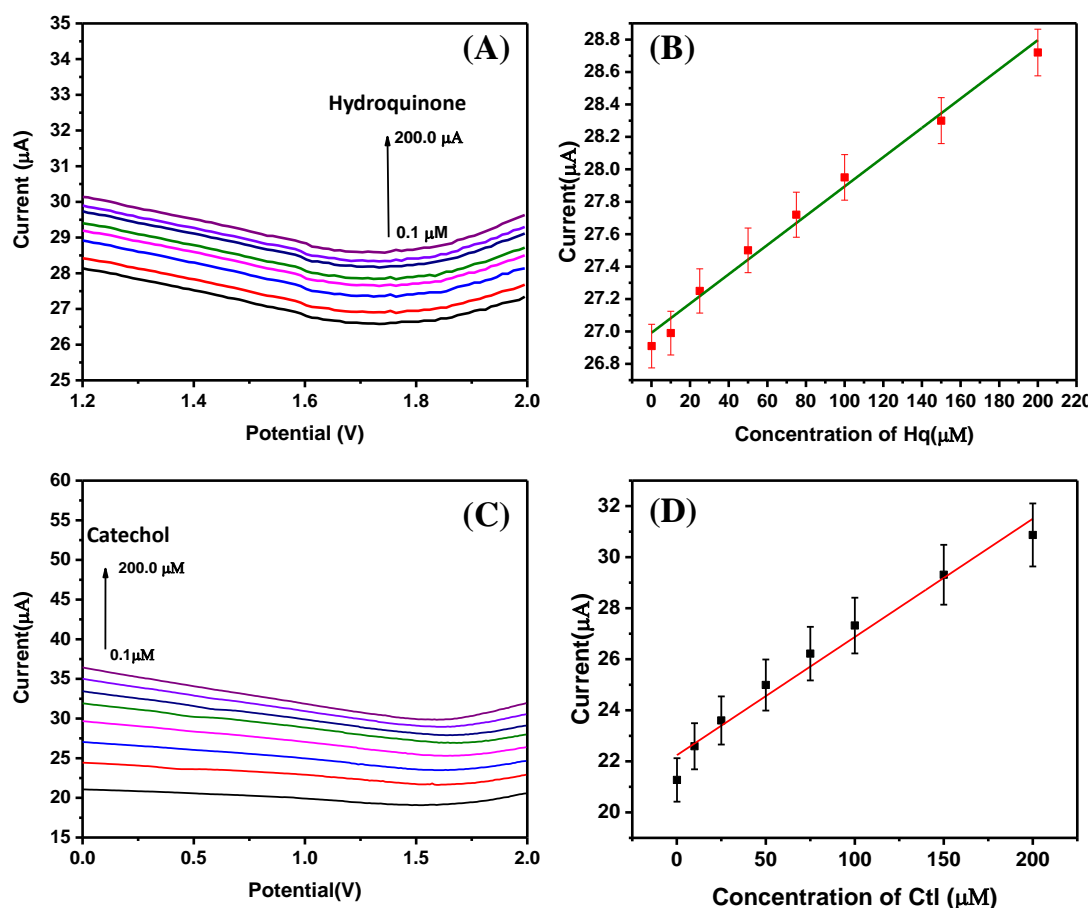 (A)
Hydroquinone
200.0 μA
0.1 μM
35
34
33
32
31
30
29
28
27
26
25
Current (μA)
1.2
1.4
1.6
1.8
2.0
Potential (V)
(B)
28.8
28.6
28.4
28.2
28.0
27.8
27.6
27.4
27.2
27.0
26.8
Current(μA)
0 20 40 60 80 100 120 140 160 180 200 220
Concentration of Hq(μM)
(C)
Catechol
200.0 μM
0.1μM
60
55
50
45
40
35
30
25
20
15
Current(μA)
0.0
0.5
1.0
1.5
2.0
Potential(V)
(D)
32
30
28
26
24
22
20
Current(μA)
0
50
100
150
200
Concentration of Ctl (μM)